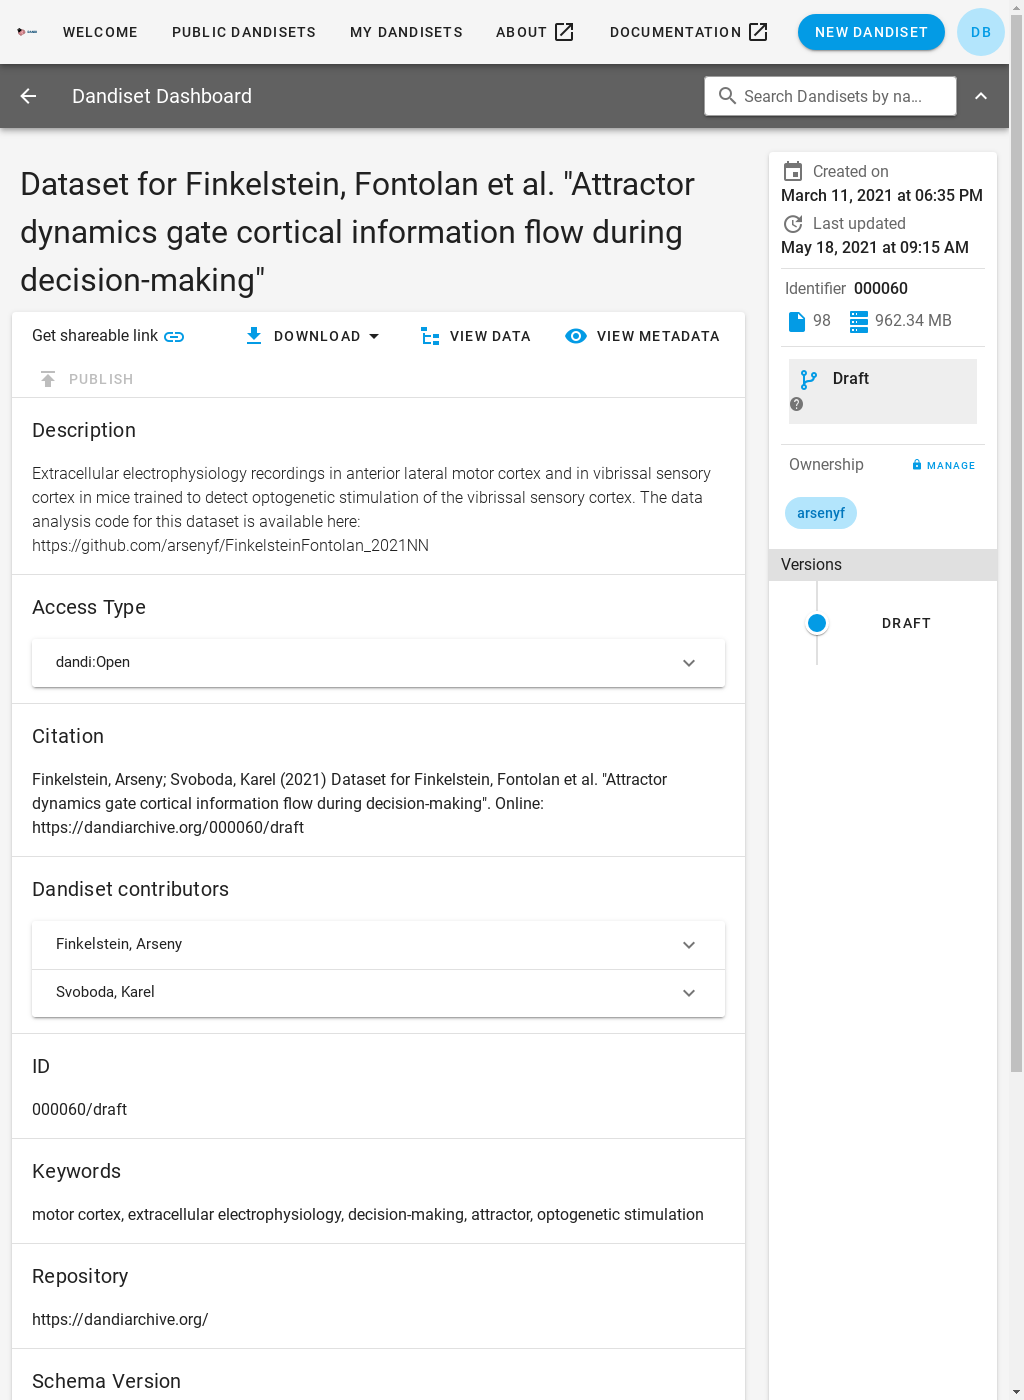 WELCOME PUBLIC DANDISETS MY DANDISETS ABOUT DOCUMENTATION NEW DANDISET DB
Dandiset Dashboard
Search Dandisets by na...
Dataset for Finkelstein, Fontolan et al. "Attractor
dynamics gate cortical information flow during
decision-making"
Get shareable link DOWNLOAD VIEW DATA VIEW METADATA
PUBLISH
Description
Extracellular electrophysiology recordings in anterior lateral motor cortex and in vibrissal sensory
cortex in mice trained to detect optogenetic stimulation of the vibrissal sensory cortex. The data
analysis code for this dataset is available here:
https://github.com/arsenyf/FinkelsteinFontolan_2021NN
Access Type
dandi:Open
Citation
Finkelstein, Arseny; Svoboda, Karel (2021) Dataset for Finkelstein, Fontolan et al. "Attractor
dynamics gate cortical information flow during decision-making". Online:
https://dandiarchive.org/000060/draft
Dandiset contributors
Finkelstein, Arseny
Svoboda, Karel
ID
000060/draft
Keywords
motor cortex, extracellular electrophysiology, decision-making, attractor, optogenetic stimulation
Repository
https://dandiarchive.org/
Schema Version
Created on
March 11, 2021 at 06:35 PM
Last updated
May 18, 2021 at 09:15 AM
Identifier 000060
98 962.34 MB
Draft
Ownership MANAGE
arsenyf
Versions
DRAFT